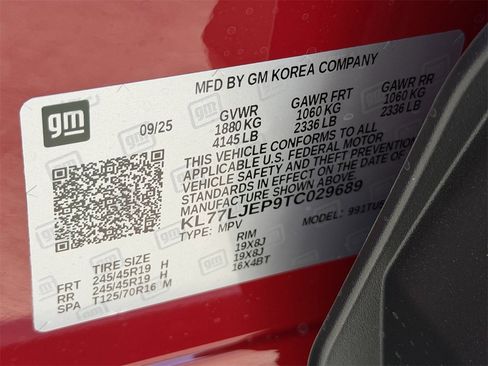 gm
MFD BY GM KOREA COMPANY
09/25
GVWR GAWR FRT GAWR RR
1880 KG 1060 KG 1060 KG
4145 LB 2336 LB 2336 LB
THIS VEHICLE CONFORMS TO ALL
APPLICABLE U.S. FEDERAL MOTOR
VEHICLE SAFETY AND THEFT PREVENTION
STANDARDS IN EFFECT ON THE DATE OF
MANUFACTURE
KL77LJEP9TC029689
TYPE: MPV MODEL: 991TUS
TIRE SIZE RIM
FRT 245/45R19 H 19X8J
RR 245/45R19 H 19X8J
SPA T125/70R16 M 16X4BT